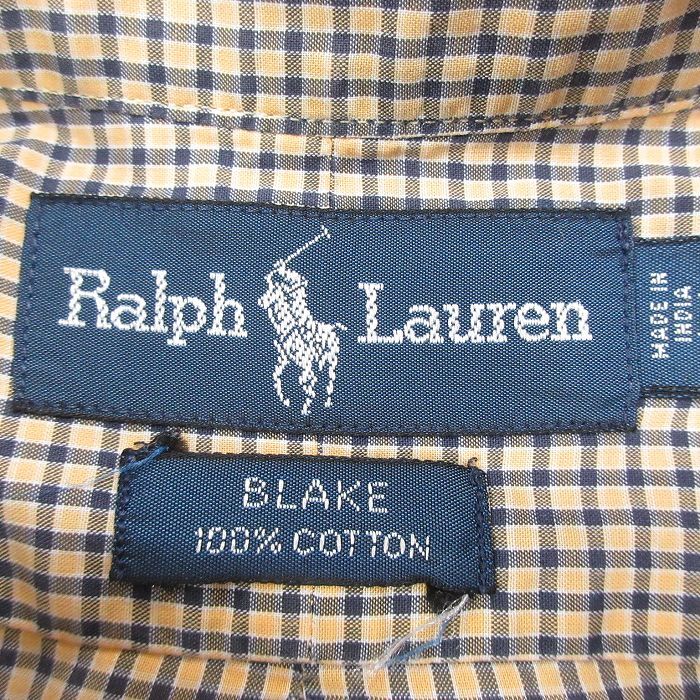 Ralph Lauren
MADE IN
INDIA
BLAKE
100% COTTON